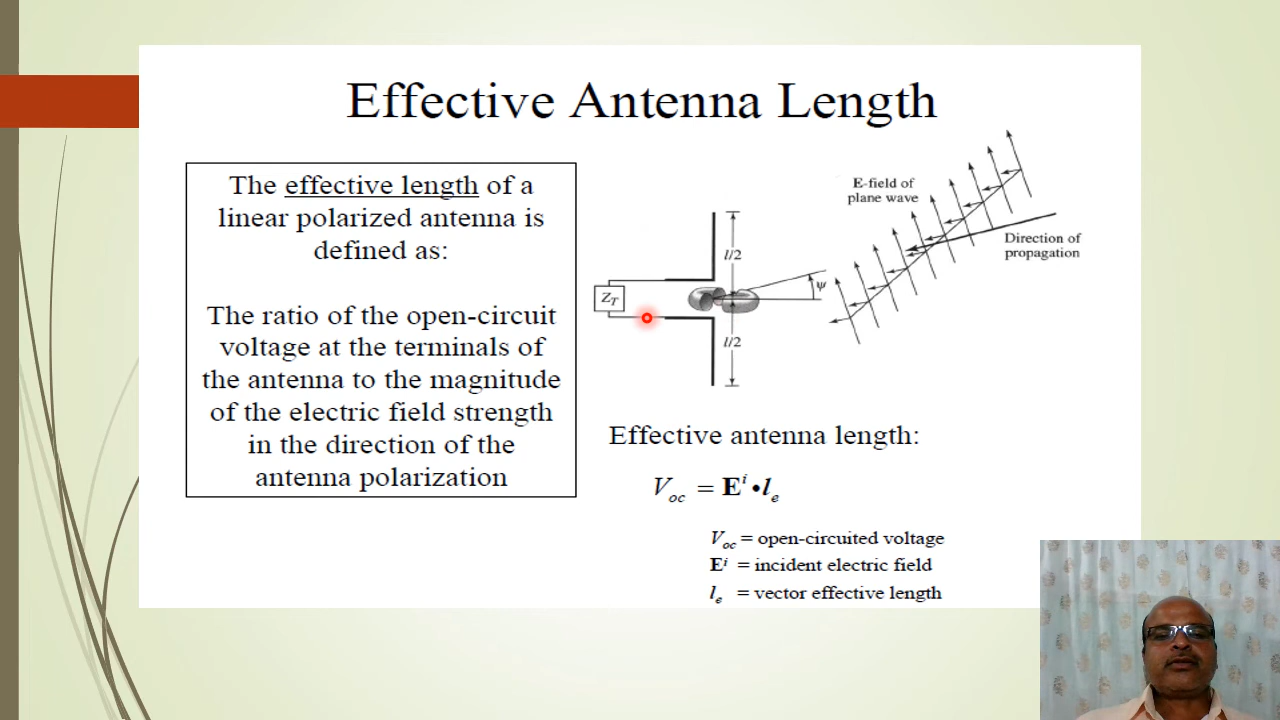 Effective Antenna Length
The effective length of a
linear polarized antenna is
defined as:
The ratio of the open-circuit
voltage at the terminals of
the antenna to the magnitude
of the electric field strength
in the direction of the
antenna polarization
E-field of
plane wave
Direction of
propagation
l/2
ψ
Z_T
l/2
Effective antenna length:
V_oc = E^i • l_e
V_oc = open-circuited voltage
E^i = incident electric field
l_e = vector effective length